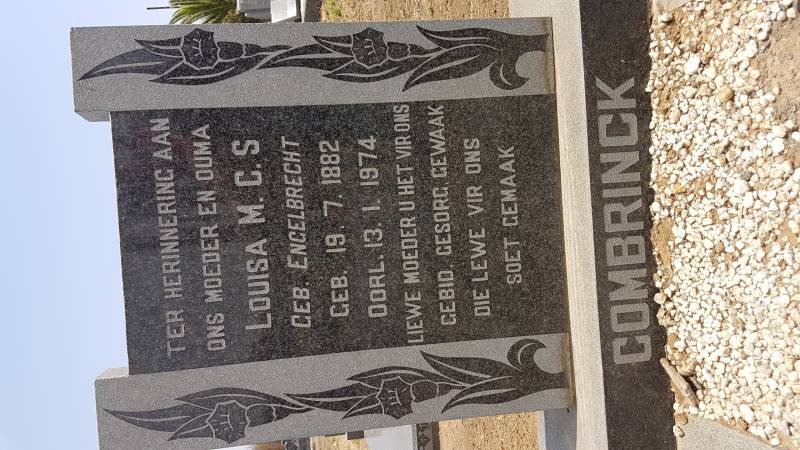 TER HERINNERING AAN
ONS MOEDER EN OUMA
LOUISA M. C. S
GEB. ENGELBRECHT
GEB. 19. 7. 1882
OORL. 13. 1. 1974
LIEWE MOEDER U HET VIR ONS
GEBID, GESORG, GEWAAK
DIE LEWE VIR ONS
SOET GEMAAK
COMBRINCK